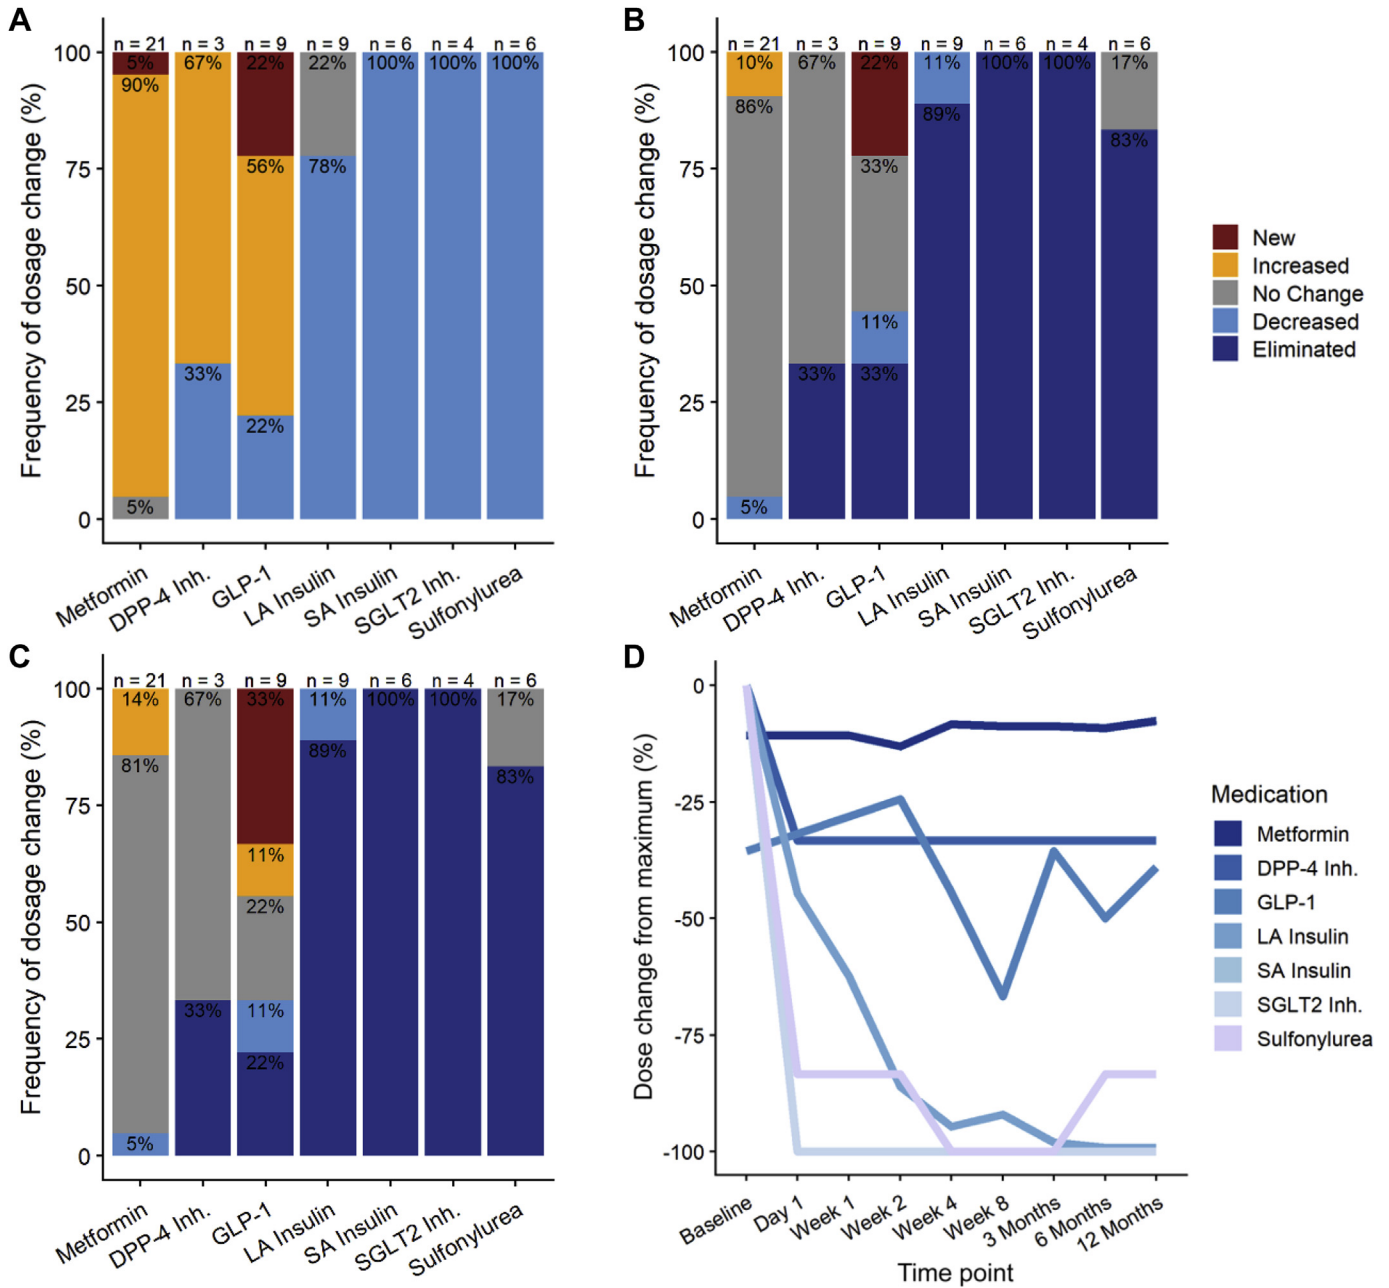 A
n = 21 n = 3 n = 9 n = 9 n = 6 n = 4 n = 6
Frequency of dosage change (%)
100
75
50
25
0
5% 67% 22% 22% 100% 100% 100%
90%
56% 78%
33%
22%
5%
Metformin
DPP-4 Inh.
GLP-1
LA Insulin
SA Insulin
SGLT2 Inh.
Sulfonylurea
B
n = 21 n = 3 n = 9 n = 9 n = 6 n = 4 n = 6
Frequency of dosage change (%)
100
75
50
25
0
10% 67% 22% 11% 100% 100% 17%
86% 89%
83%
33%
11%
33% 33%
5%
Metformin
DPP-4 Inh.
GLP-1
LA Insulin
SA Insulin
SGLT2 Inh.
Sulfonylurea
New
Increased
No Change
Decreased
Eliminated
C
n = 21 n = 3 n = 9 n = 9 n = 6 n = 4 n = 6
Frequency of dosage change (%)
100
75
50
25
0
14% 67% 33% 11% 100% 100% 17%
89%
81% 83%
11%
22%
33% 11%
22%
5%
Metformin
DPP-4 Inh.
GLP-1
LA Insulin
SA Insulin
SGLT2 Inh.
Sulfonylurea
D
Dose change from maximum (%)
0
-25
-50
-75
-100
Baseline
Day 1
Week 1
Week 2
Week 4
Week 8
3 Months
6 Months
12 Months
Time point
Medication
Metformin
DPP-4 Inh.
GLP-1
LA Insulin
SA Insulin
SGLT2 Inh.
Sulfonylurea